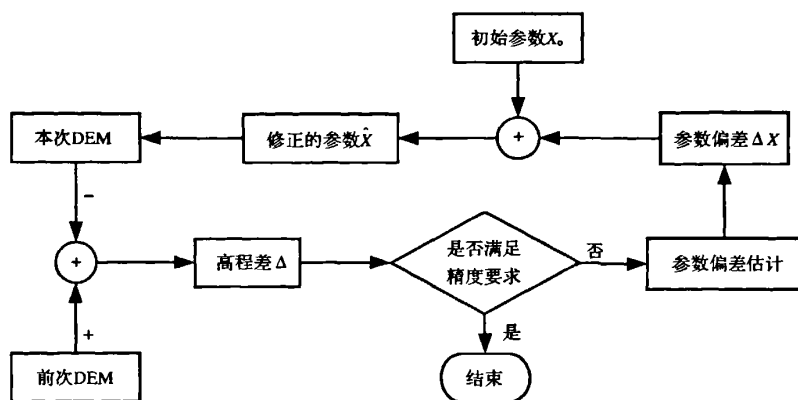 初始参数X。
本次DEM
修正的参数X̂
+
参数偏差ΔX
−
+
高程差Δ
是否满足
精度要求
否
参数偏差估计
+
是
前次DEM
结束